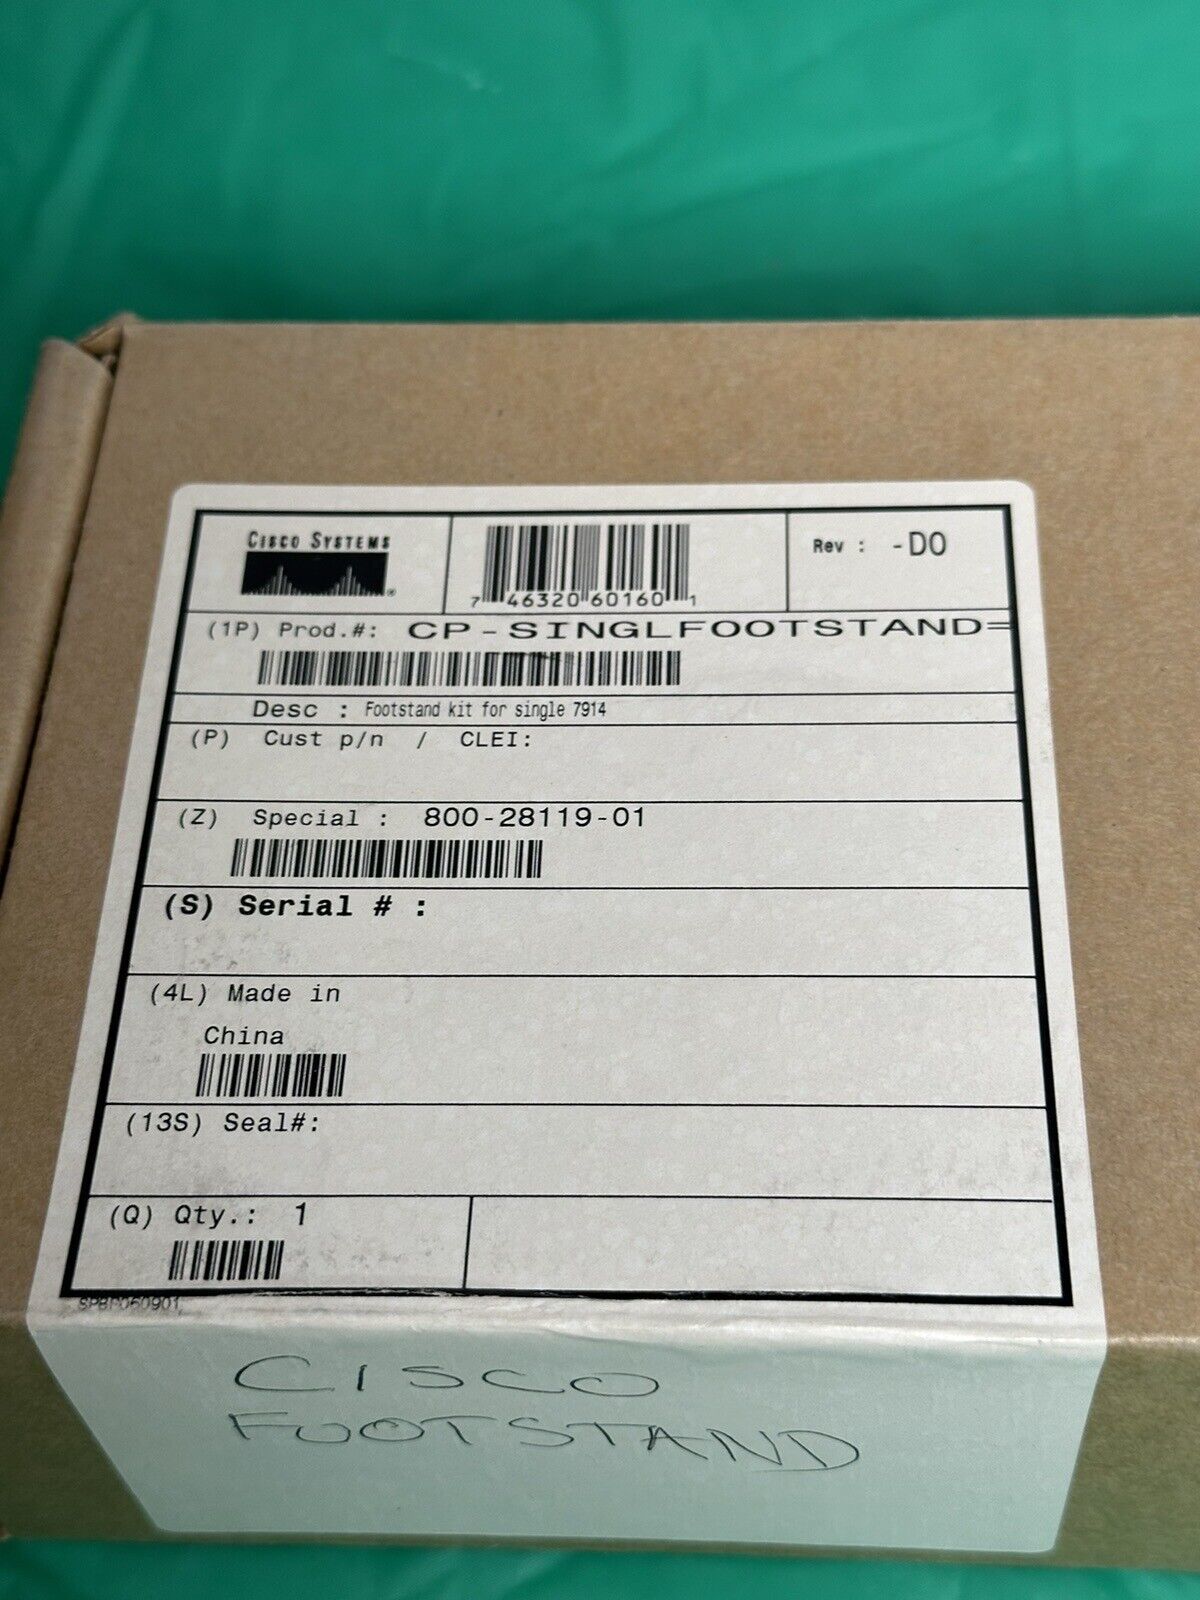 CISCO SYSTEMS
7 46320 60160 1
Rev : -D0
(1P) Prod.#: CP-SINGLFOOTSTAND=
Desc : Footstand kit for single 7914
(P) Cust p/n / CLEI:
(Z) Special : 800-28119-01
(S) Serial # :
(4L) Made in
China
(13S) Seal#:
(Q) Qty.: 1
CISCO
FOOTSTAND